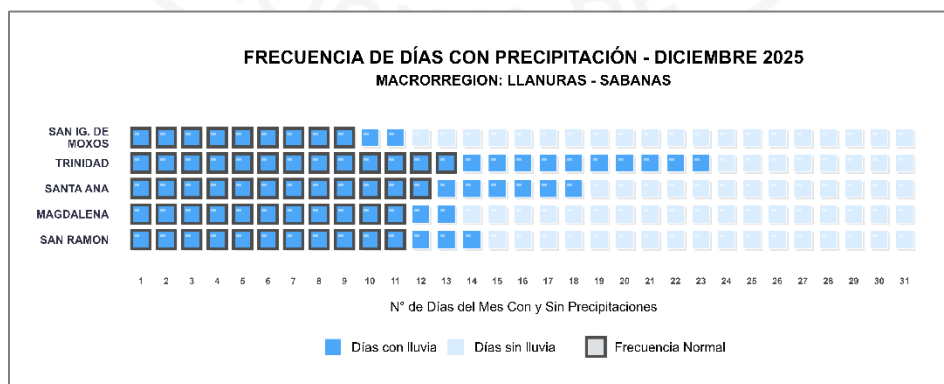 FRECUENCIA DE DÍAS CON PRECIPITACIÓN - DICIEMBRE 2025
MACRORREGION: LLANURAS - SABANAS
SAN IG. DE
MOXOS
TRINIDAD
SANTA ANA
MAGDALENA
SAN RAMON
1 2 3 4 5 6 7 8 9 10 11 12 13 14 15 16 17 18 19 20 21 22 23 24 25 26 27 28 29 30 31
N° de Días del Mes Con y Sin Precipitaciones
Días con lluvia Días sin lluvia Frecuencia Normal